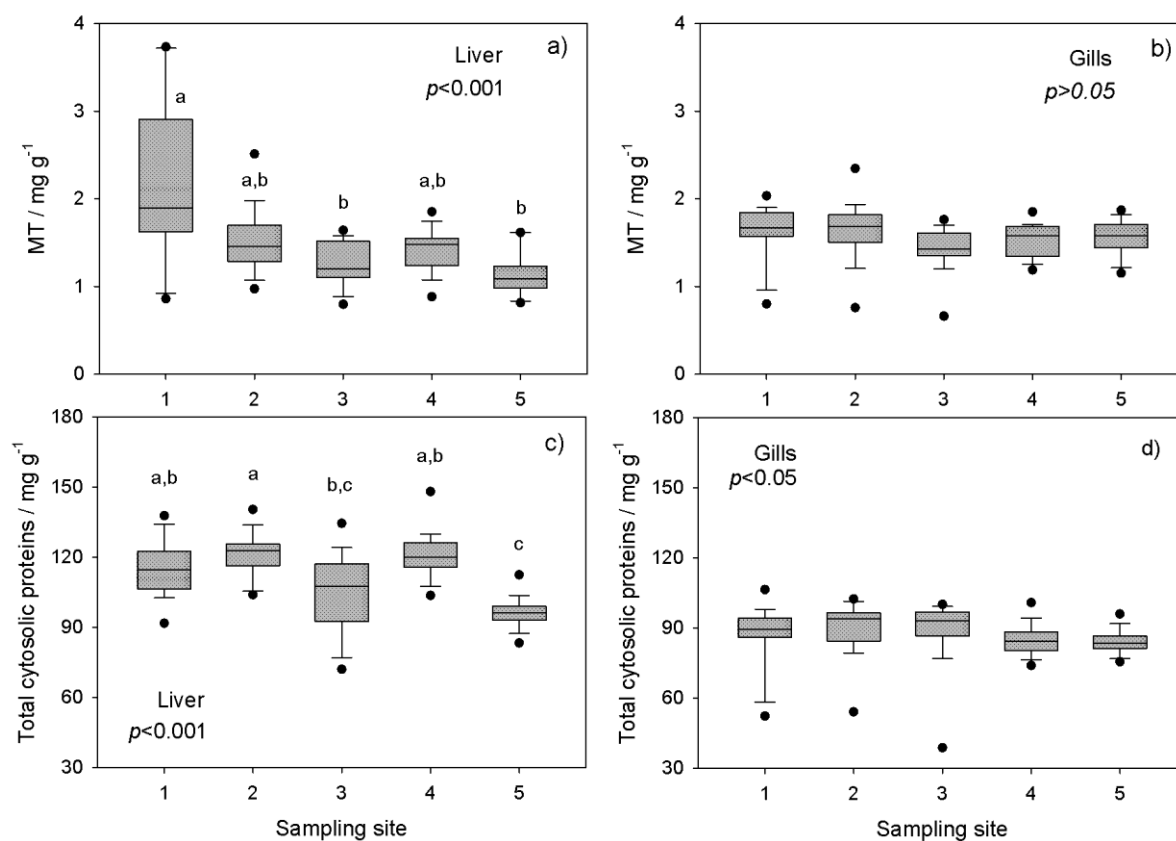 a)
Liver
p<0.001
4
3
2
1
0
MT / mg g⁻¹
a
a,b
b
a,b
b
1 2 3 4 5
b)
Gills
p>0.05
4
3
2
1
0
MT / mg g⁻¹
1 2 3 4 5
c)
180
150
120
90
60
30
Total cytosolic proteins / mg g⁻¹
a,b
a
b,c
a,b
c
Liver
p<0.001
1 2 3 4 5
Sampling site
d)
Gills
p<0.05
180
150
120
90
60
30
Total cytosolic proteins / mg g⁻¹
1 2 3 4 5
Sampling site